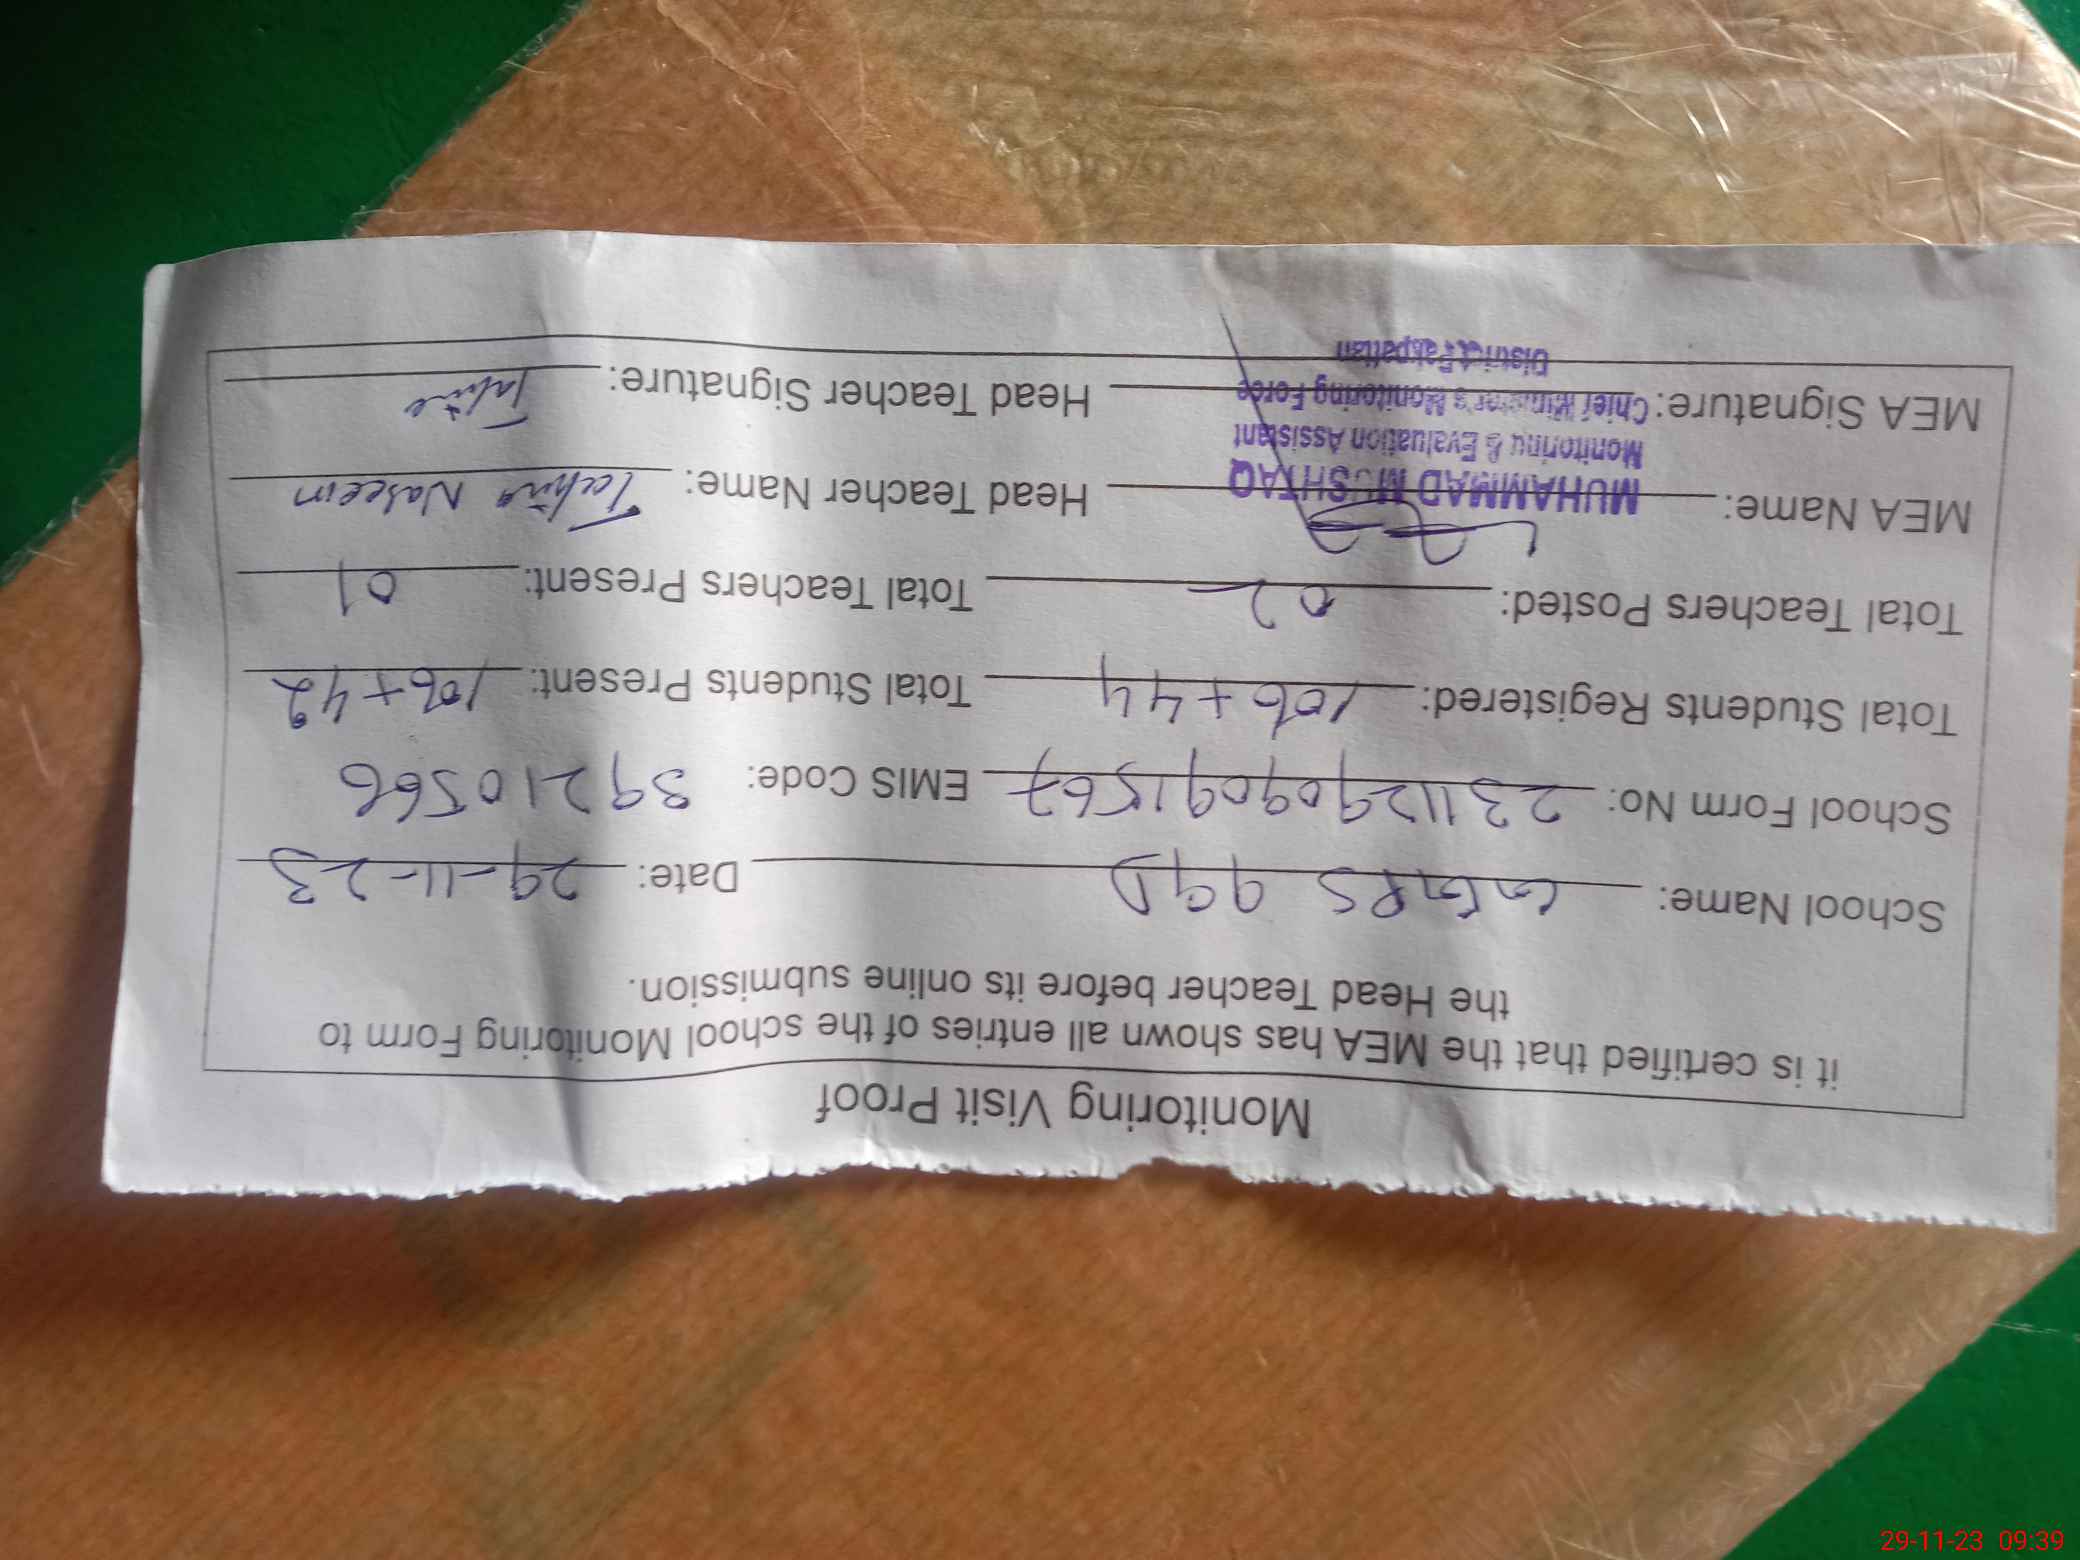 Monitoring Visit Proof
it is certified that the MEA has shown all entries of the school Monitoring Form to
the Head Teacher before its online submission.
School Name: GGPS 99D Date: 29-11-23
School Form No: 23112909091567 EMIS Code: 39210566
Total Students Registered: 106+44 Total Students Present: 106+42
Total Teachers Posted: 02 Total Teachers Present: 01
MEA Name: MUHAMMAD MUSHTAQ Head Teacher Name: Tahira Naseem
Monitoring & Evaluation Assistant
MEA Signature: Chief Minister's Monitoring Force Head Teacher Signature:
District Pakpattan
29-11-23 09:39